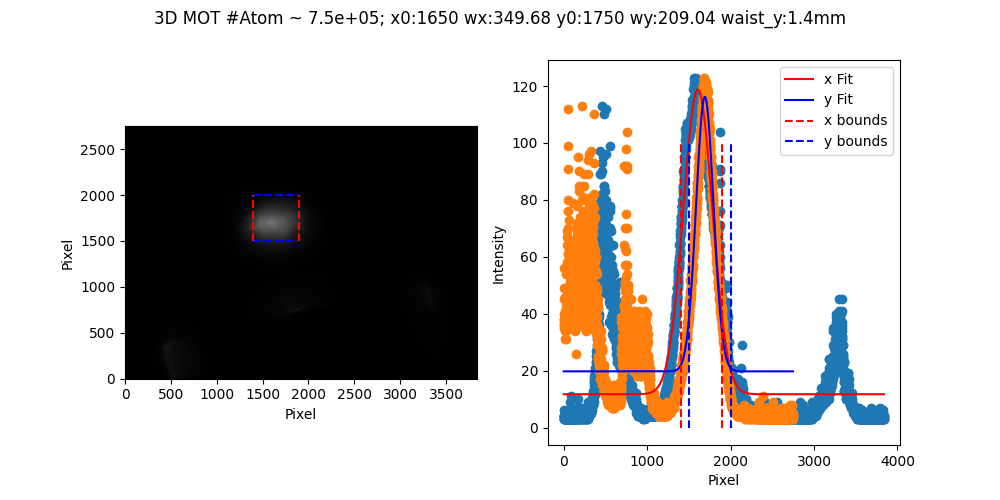 3D MOT #Atom ~ 7.5e+05; x0:1650 wx:349.68 y0:1750 wy:209.04 waist_y:1.4mm
2500
2000
1500
1000
500
0
Pixel
0 500 1000 1500 2000 2500 3000 3500
Pixel
120
100
80
60
40
20
0
Intensity
0 1000 2000 3000 4000
Pixel
x Fit
y Fit
x bounds
y bounds